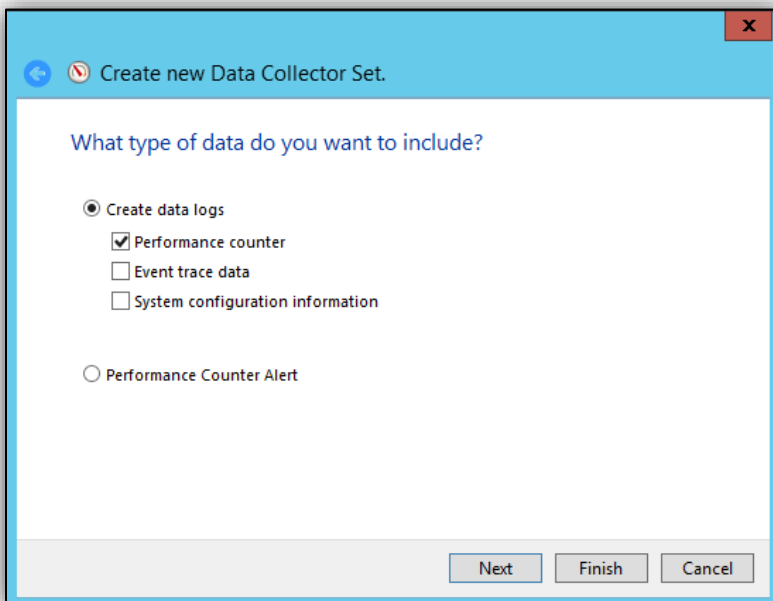 x
Create new Data Collector Set.
What type of data do you want to include?
Create data logs
Performance counter
Event trace data
System configuration information
Performance Counter Alert
Next Finish Cancel